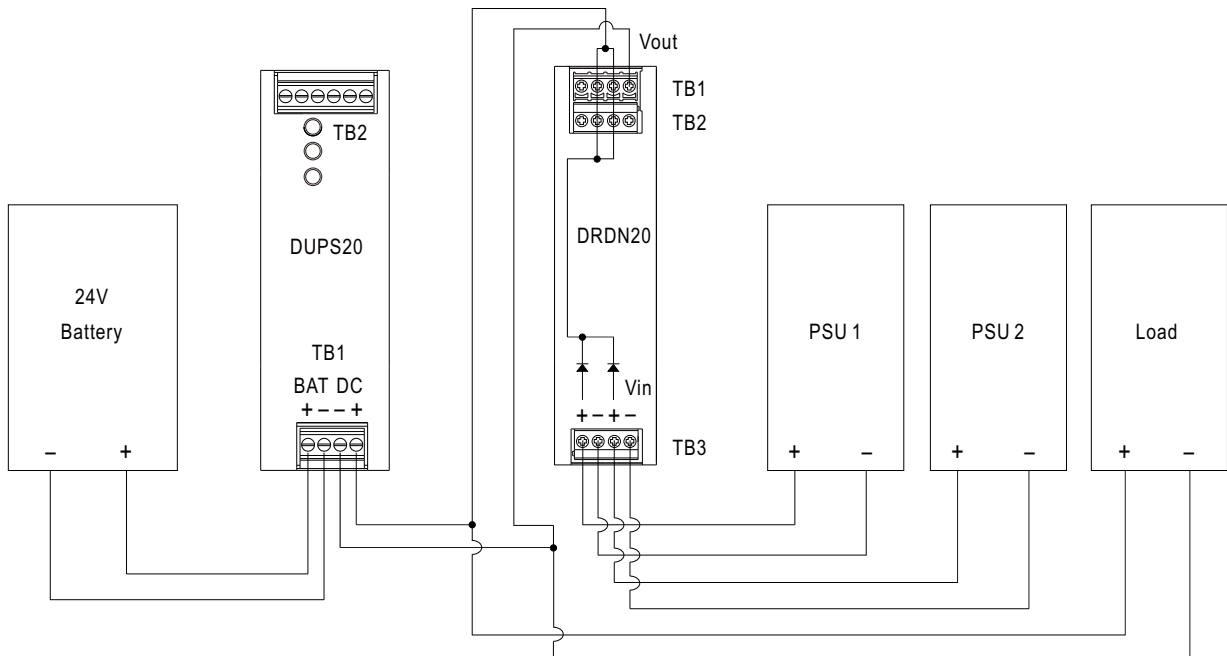 Vout
TB1
TB2
TB2
DUPS20
DRDN20
24V
Battery
PSU 1
PSU 2
Load
TB1
BAT DC
+ − − +
Vin
+ − + −
TB3
− +
+ −
+ −
+ −